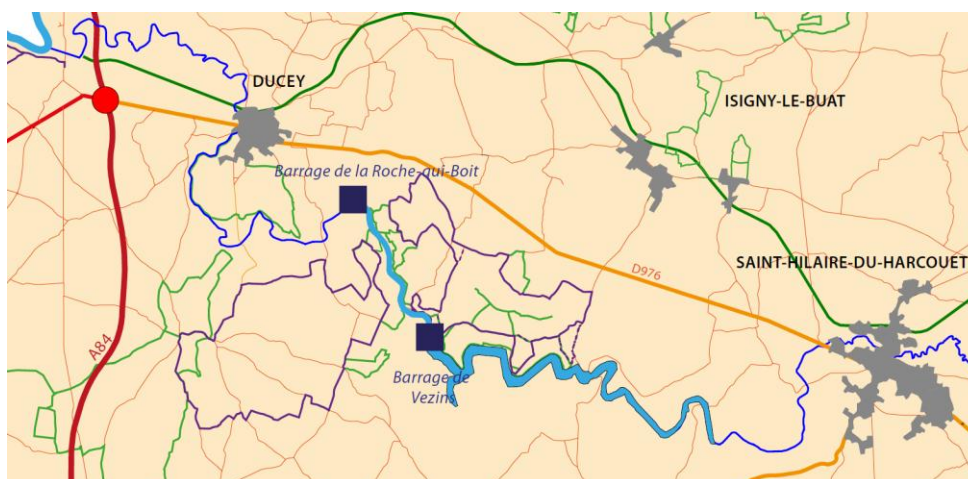 DUCEY
ISIGNY-LE-BUAT
Barrage de la Roche-qui-Boit
SAINT-HILAIRE-DU-HARCOUET
D976
A84
Barrage de
Vezins